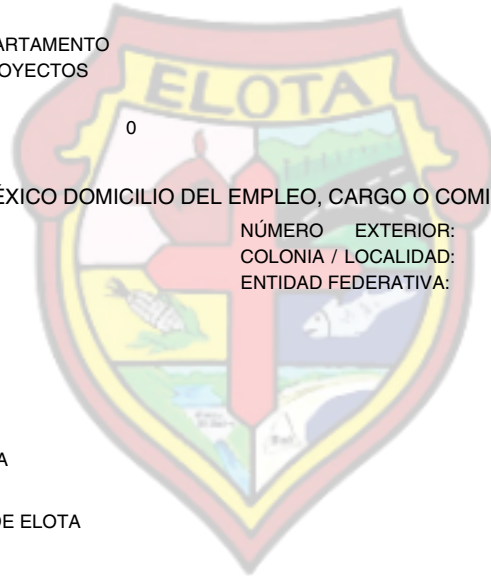 ARTAMENTO
OYECTOS
ELOTA
0
ÉXICO DOMICILIO DEL EMPLEO, CARGO O COMI
NÚMERO EXTERIOR:
COLONIA / LOCALIDAD:
ENTIDAD FEDERATIVA:
A
DE ELOTA